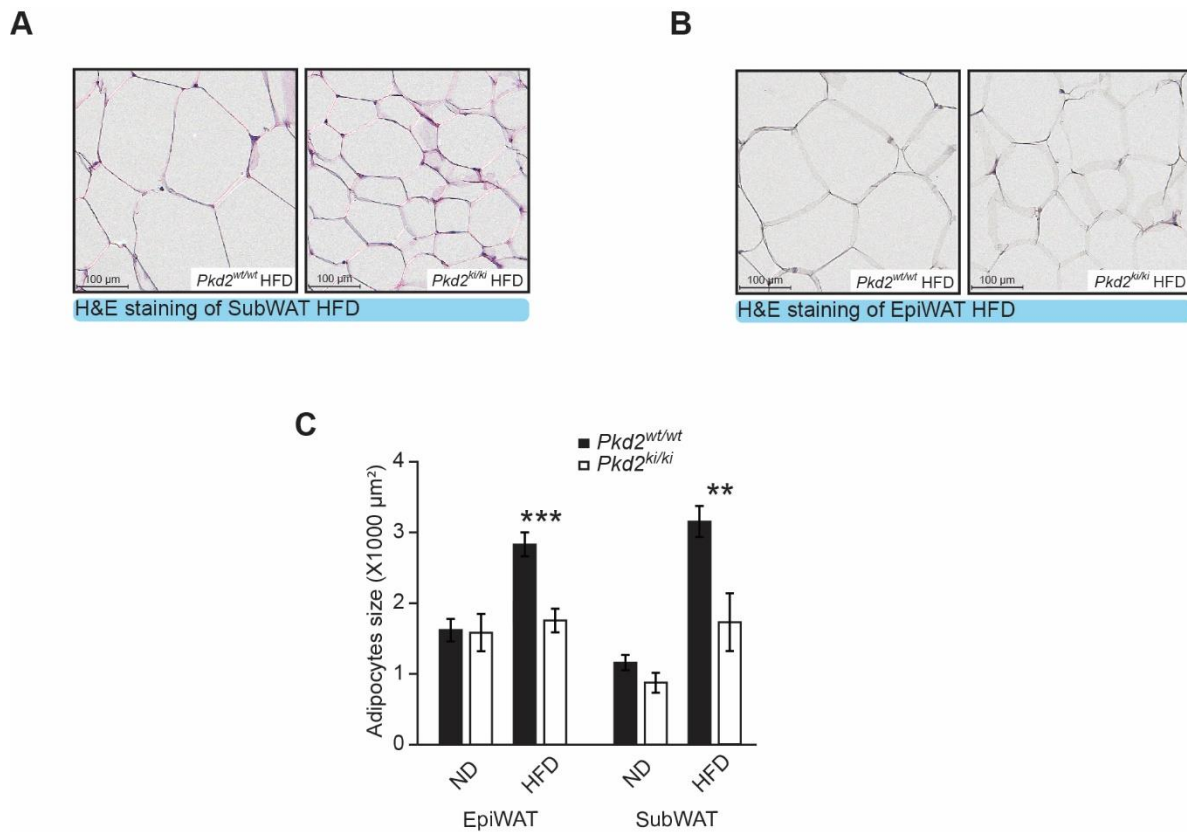 A
B
100 µm
Pkd2wt/wt HFD
100 µm
Pkd2ki/ki HFD
H&E staining of SubWAT HFD
100 µm
Pkd2wt/wt HFD
100 µm
Pkd2ki/ki HFD
H&E staining of EpiWAT HFD
C
Pkd2wt/wt
Pkd2ki/ki
Adipocytes size (X1000 µm²)
4
3
2
1
0
***
**
ND
HFD
ND
HFD
EpiWAT
SubWAT